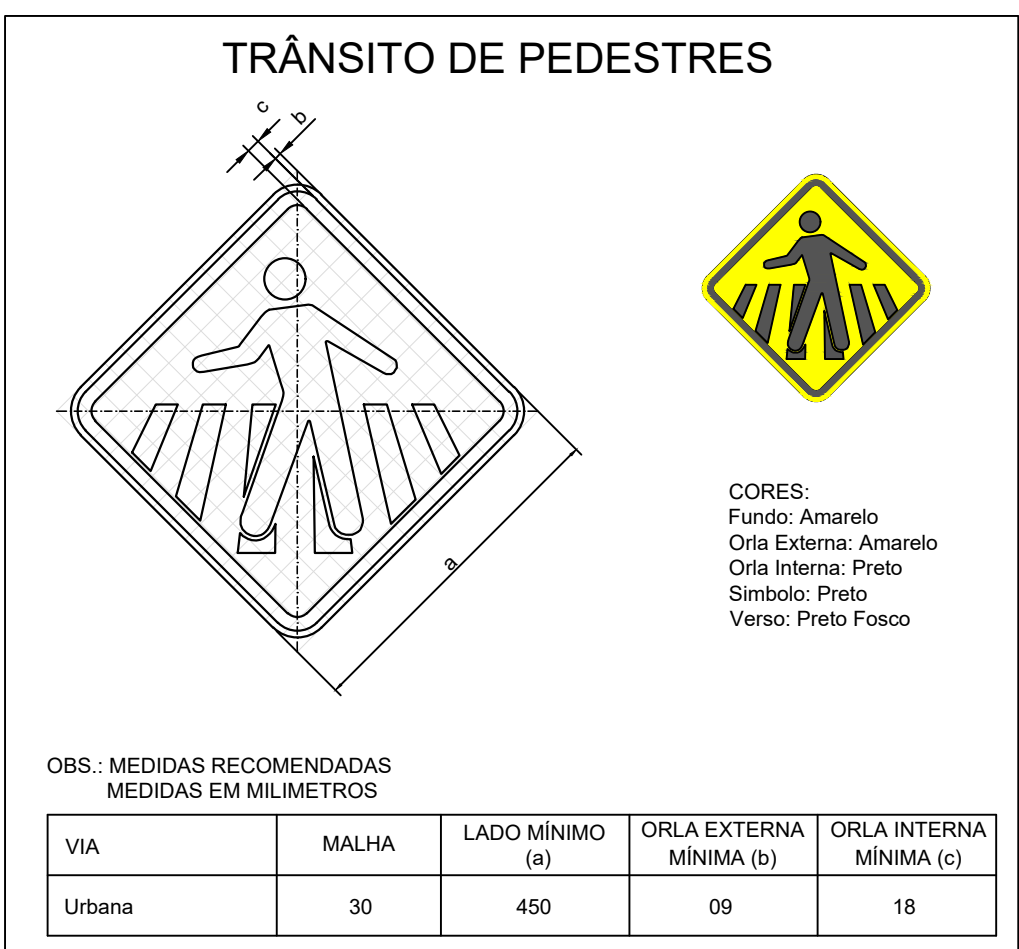 TRÂNSITO DE PEDESTRES
c
b
a
CORES:
Fundo: Amarelo
Orla Externa: Amarelo
Orla Interna: Preto
Simbolo: Preto
Verso: Preto Fosco
OBS.: MEDIDAS RECOMENDADAS
MEDIDAS EM MILIMETROS
VIA
MALHA
LADO MÍNIMO
(a)
ORLA EXTERNA
MÍNIMA (b)
ORLA INTERNA
MÍNIMA (c)
Urbana
30
450
09
18